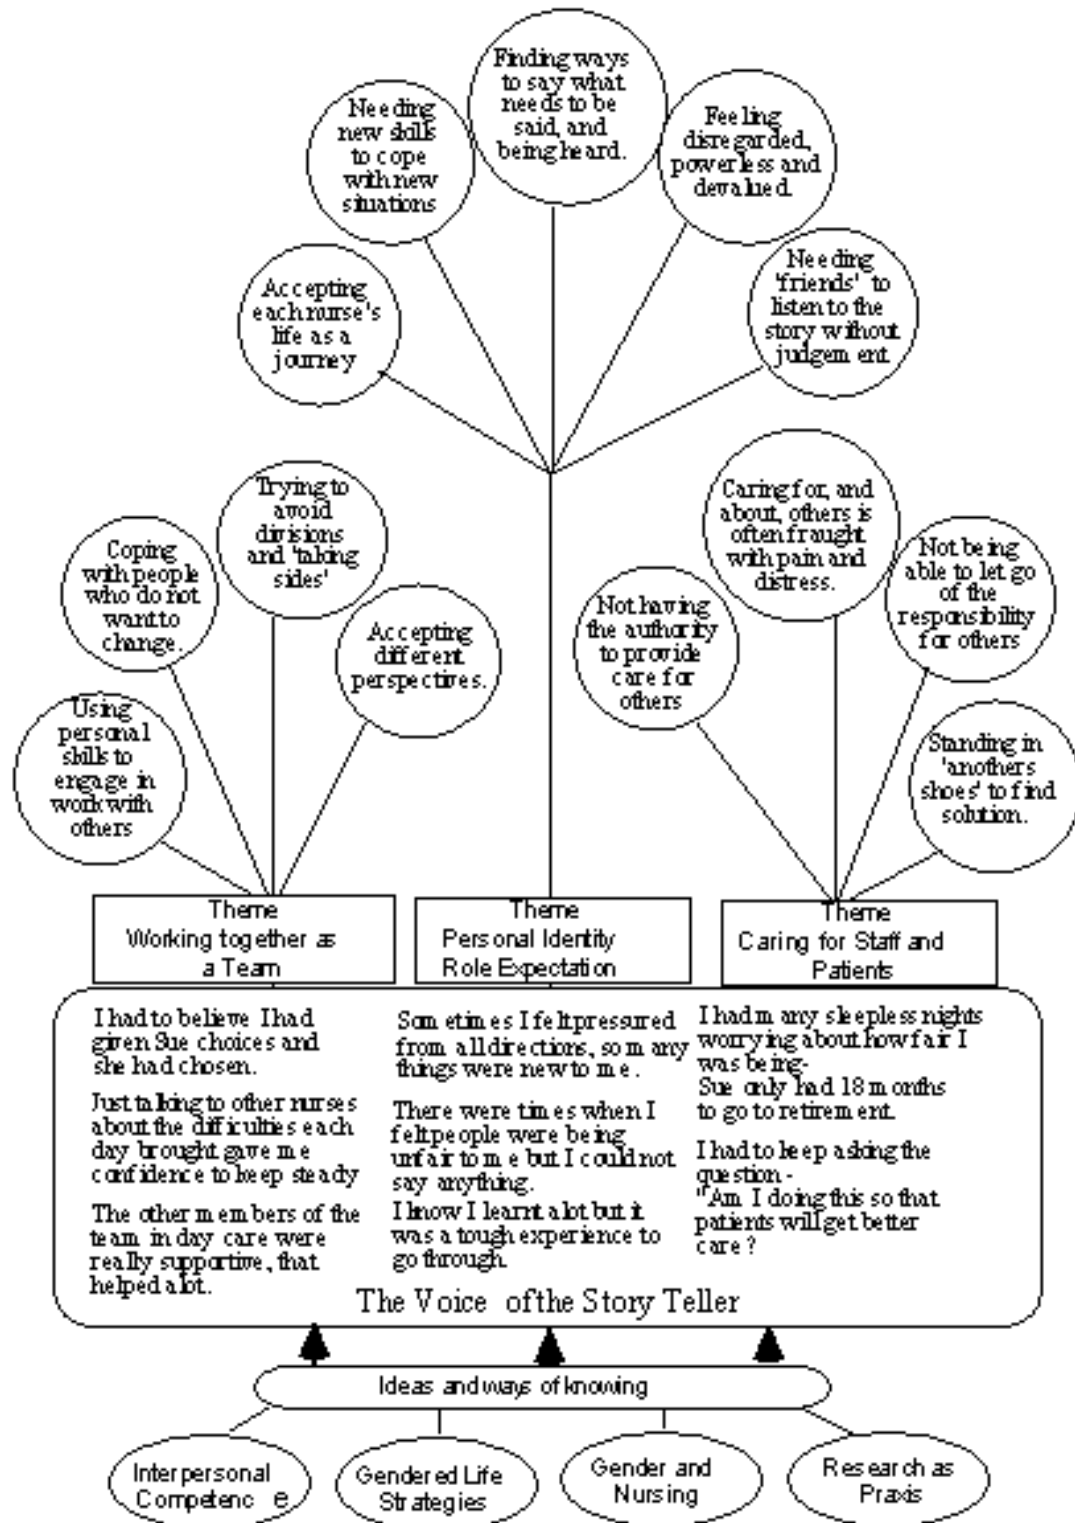 Finding ways
to say what
needs to be
said, and
being heard.
Needing
new skills
to cope
with new
situations
Feeling
disregarded,
powerless and
devalued.
Accepting
each nurse's
life as a
journey
Needing
'friends' to
listen to the
story without
judgement
Trying to
avoid
divisions
and 'taking
sides'
Coping
with people
who do not
want to
change.
Accepting
different
perspectives.
Using
personal
skills to
engage in
work with
others
Caring for, and
about, others is
often fraught
with pain and
distress.
Not having
the authority
to provide
care for
others
Not being
able to let go
of the
responsibility
for others
Standing in
'anothers
shoes' to find
solution.
Theme
Working together as
a Team
Theme
Personal Identity
Role Expectation
Theme
Caring for Staff and
Patients
I had to believe I had
given Sue choices and
she had chosen.
Just talking to other nurses
about the difficulties each
day brought gave me
confidence to keep steady
The other members of the
team in day care were
really supportive, that
helped alot.
Sometimes I felt pressured
from all directions, so many
things were new to me.
There were times when I
felt people were being
unfair to me but I could not
say anything.
I know I learnt alot but it
was a tough experience to
go through.
I had many sleepless nights
worrying about how fair I
was being-
Sue only had 18 months
to go to retirement.
I had to keep asking the
question -
"Am I doing this so that
patients will get better
care?
The Voice of the Story Teller
Ideas and ways of knowing
Interpersonal
Competenc e
Gendered Life
Strategies
Gender and
Nursing
Research as
Praxis